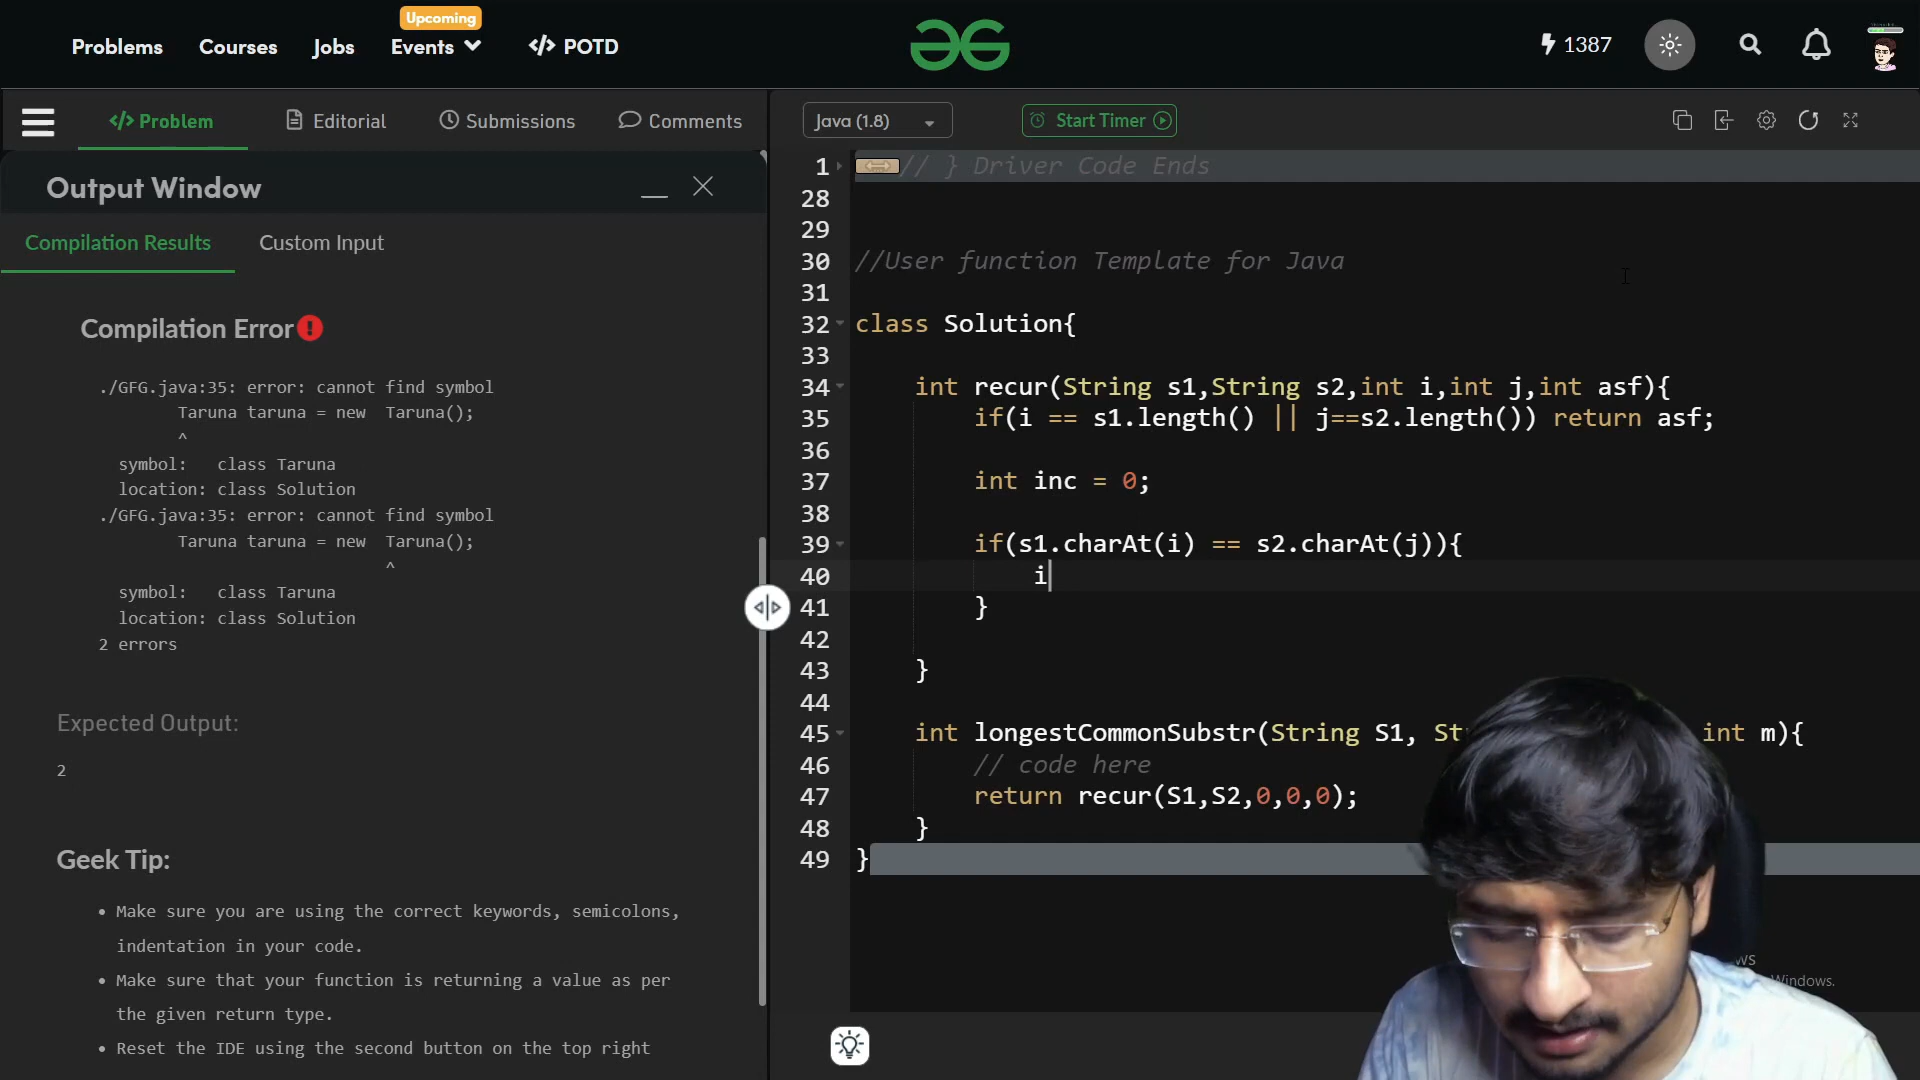 Upcoming
Problems
Courses
Jobs
Events
</> POTD
1387
</> Problem
Editorial
Submissions
Comments
Java (1.8)
Start Timer
Output Window
Compilation Results
Custom Input
Compilation Error
./GFG.java:35: error: cannot find symbol
Taruna taruna = new  Taruna();
^
symbol:   class Taruna
location: class Solution
./GFG.java:35: error: cannot find symbol
Taruna taruna = new  Taruna();
^
symbol:   class Taruna
location: class Solution
2 errors
Expected Output:
2
Geek Tip:
• Make sure you are using the correct keywords, semicolons,
indentation in your code.
• Make sure that your function is returning a value as per
the given return type.
• Reset the IDE using the second button on the top right
1 // } Driver Code Ends
28
29
30 //User function Template for Java
31
32 class Solution{
33
34 int recur(String s1,String s2,int i,int j,int asf){
35 if(i == s1.length() || j==s2.length()) return asf;
36
37 int inc = 0;
38
39 if(s1.charAt(i) == s2.charAt(j)){
40 i
41 }
42
43 }
44
45 int longestCommonSubstr(String S1, int m){
46 // code here
47 return recur(S1,S2,0,0,0);
48 }
49 }
Windows.